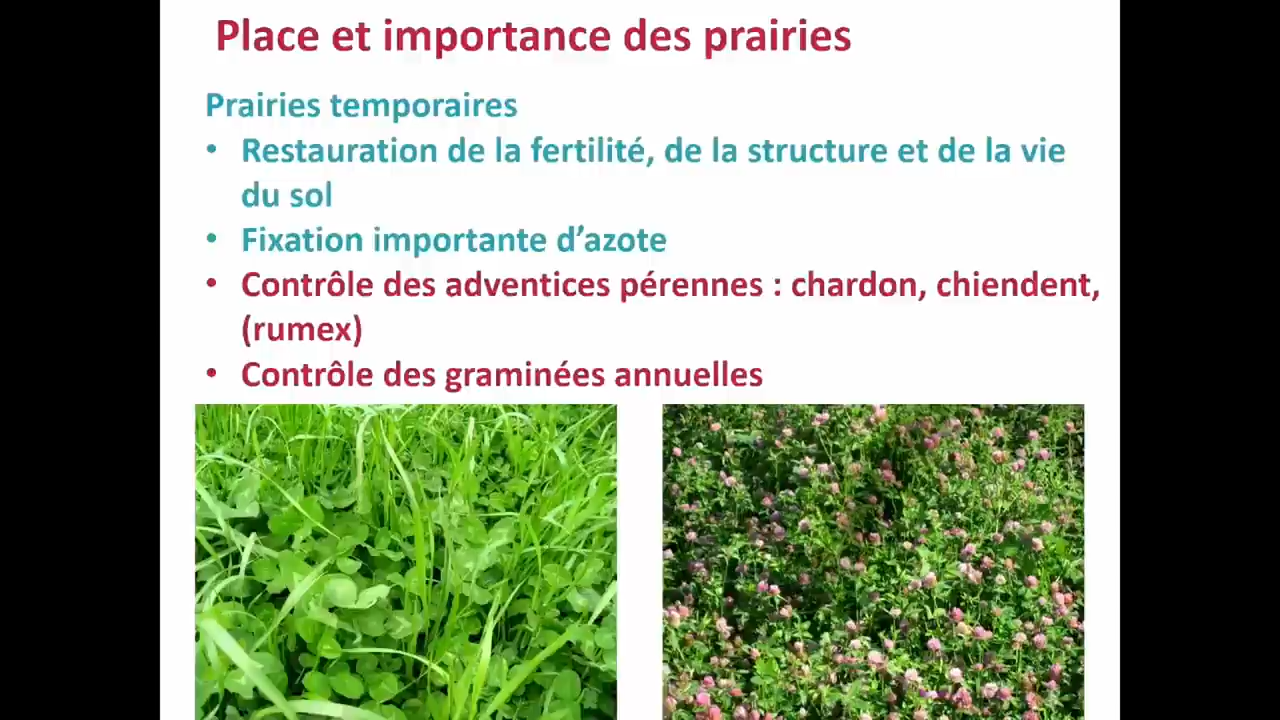 Place et importance des prairies
Prairies temporaires
• Restauration de la fertilité, de la structure et de la vie
du sol
• Fixation importante d’azote
• Contrôle des adventices pérennes : chardon, chiendent,
(rumex)
• Contrôle des graminées annuelles